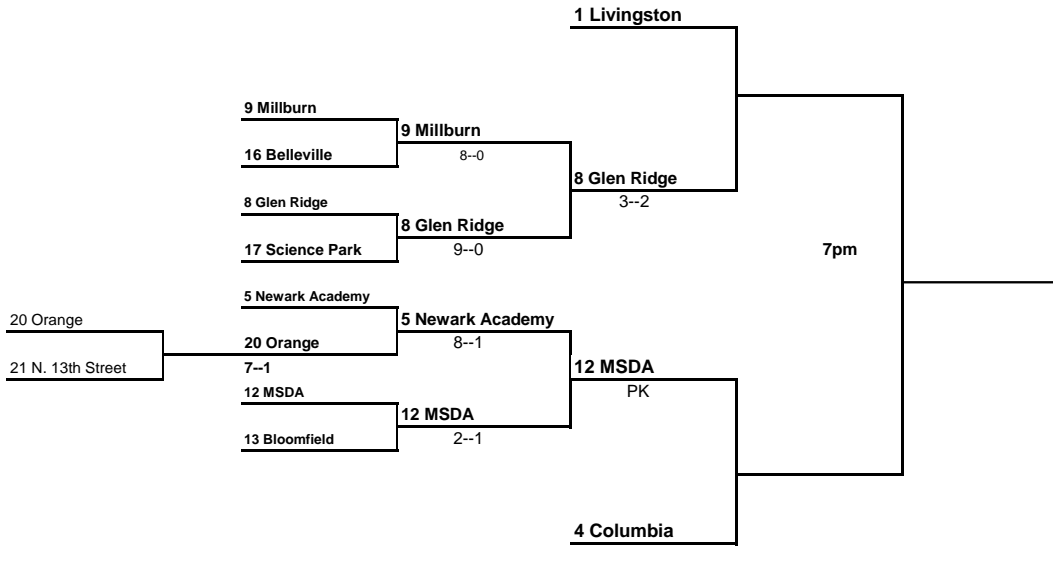 1 Livingston
9 Millburn
9 Millburn
16 Belleville
8--0
8 Glen Ridge
8 Glen Ridge
3--2
8 Glen Ridge
17 Science Park
9--0
7pm
5 Newark Academy
20 Orange
5 Newark Academy
20 Orange
8--1
21 N. 13th Street
7--1
12 MSDA
12 MSDA
PK
12 MSDA
13 Bloomfield
2--1
4 Columbia